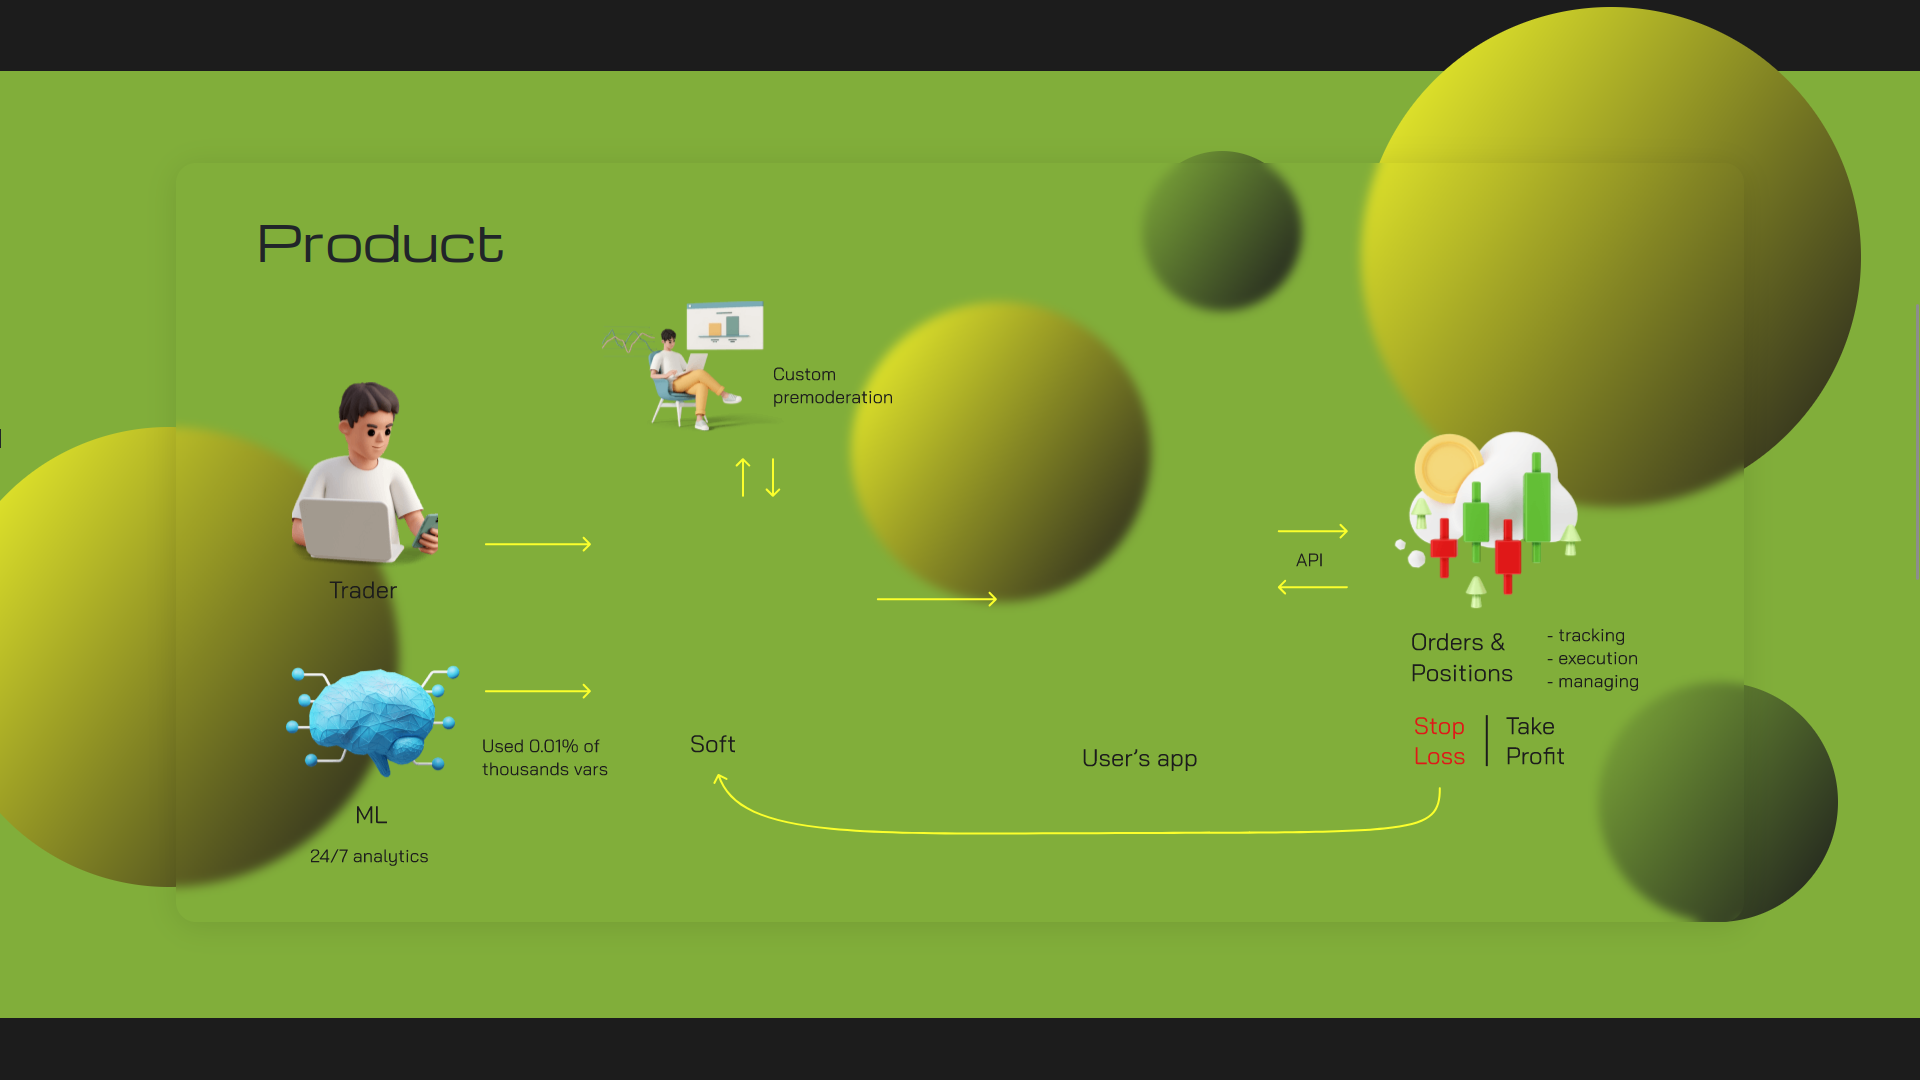 Product
Custom
premoderation
Trader
API
Orders &
Positions
- tracking
- execution
- managing
Stop
Loss
Take
Profit
Used 0.01% of
thousands vars
Soft
User's app
ML
24/7 analytics